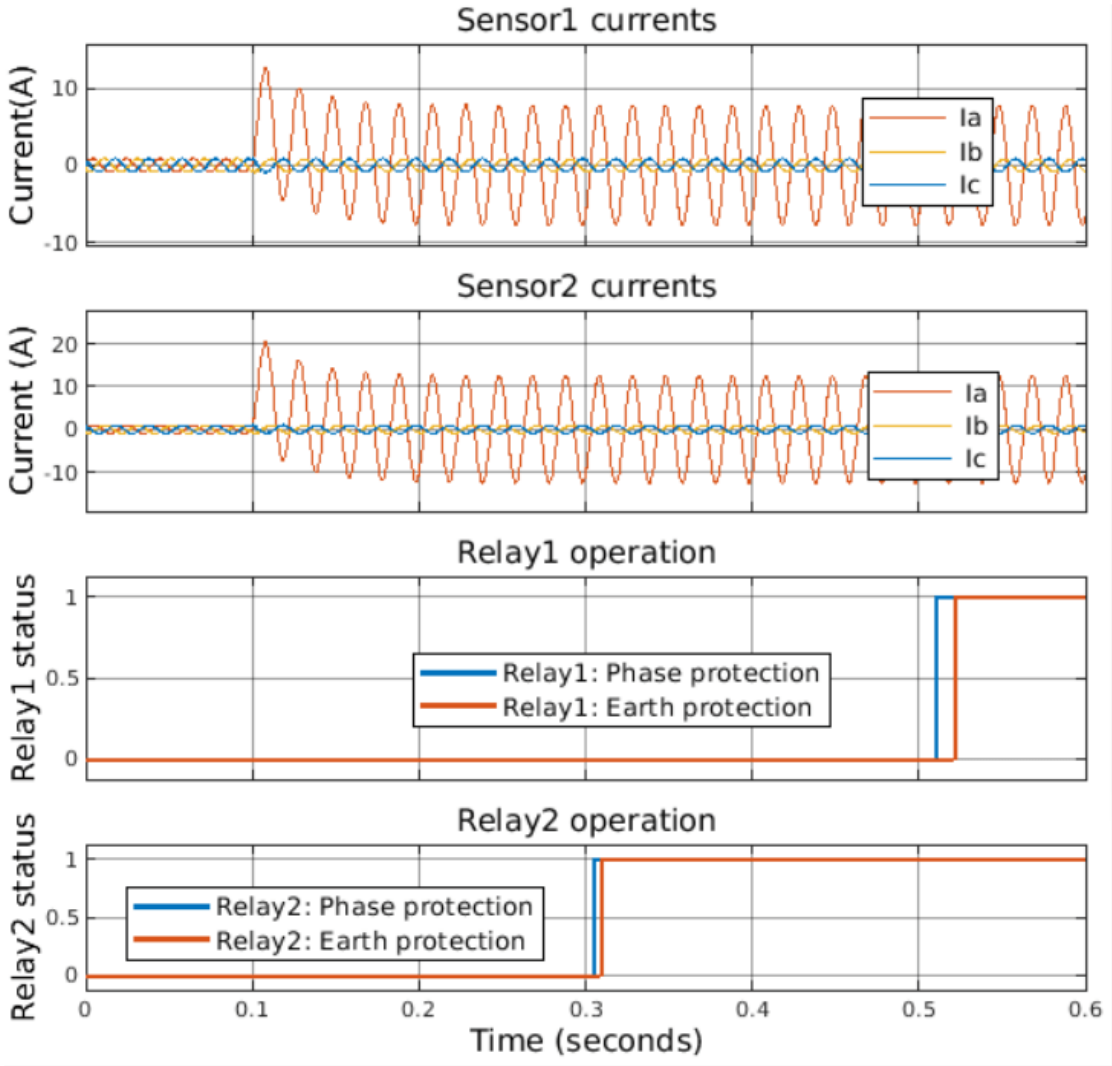 Sensor1 currents
Current(A)
10
0
-10
Ia
Ib
Ic
Sensor2 currents
Current (A)
20
10
0
-10
Ia
Ib
Ic
Relay1 operation
Relay1 status
1
0.5
0
Relay1: Phase protection
Relay1: Earth protection
Relay2 operation
Relay2 status
1
0.5
0
Relay2: Phase protection
Relay2: Earth protection
0 0.1 0.2 0.3 0.4 0.5 0.6
Time (seconds)